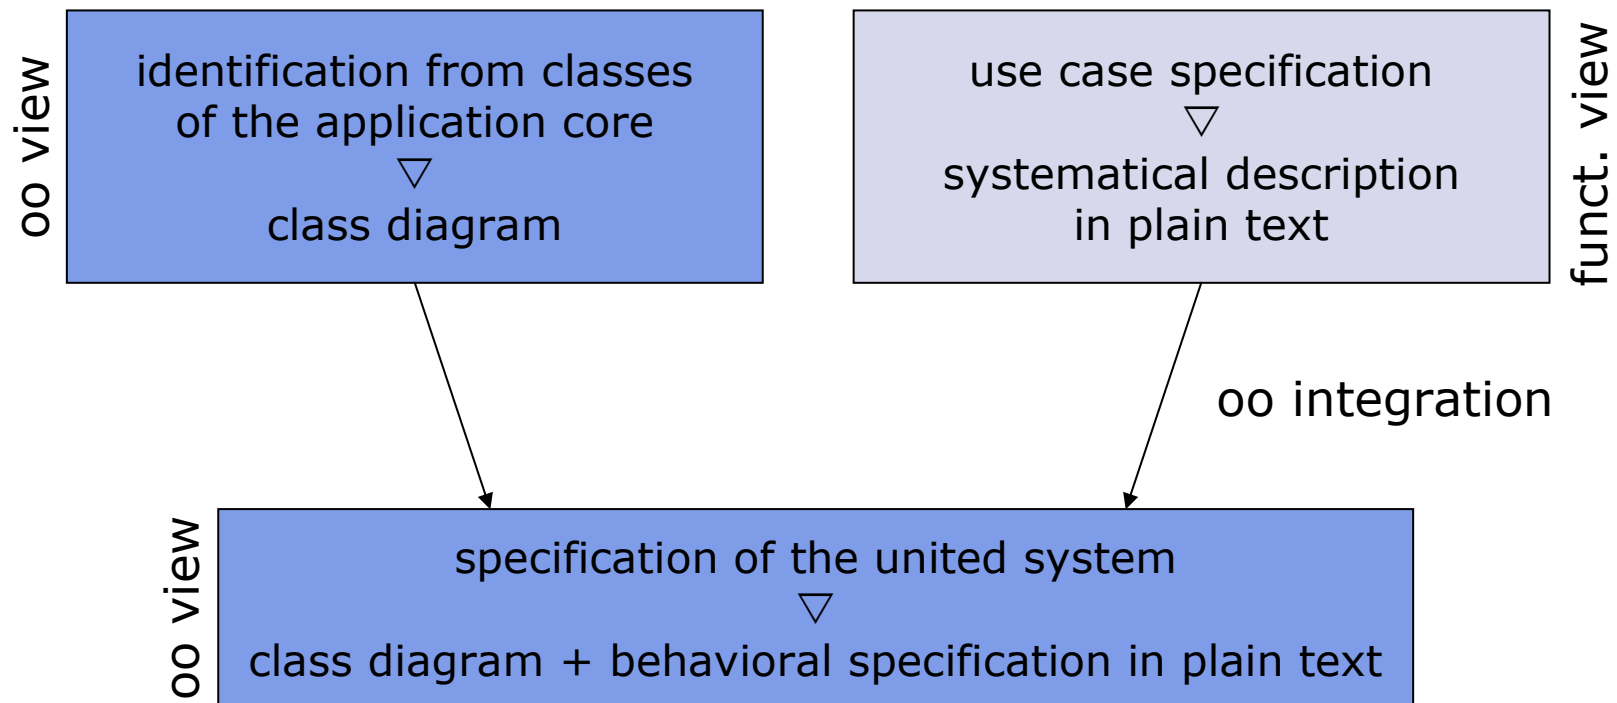 oo view
identification from classes
of the application core
▽
class diagram
use case specification
▽
systematical description
in plain text
funct. view
oo integration
oo view
specification of the united system
▽
class diagram + behavioral specification in plain text